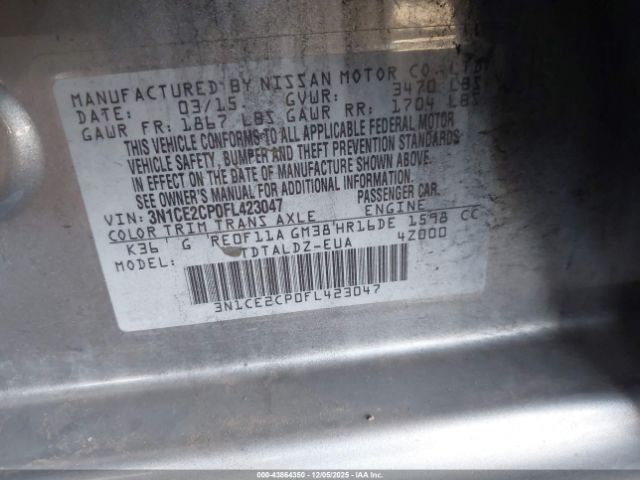 MANUFACTURED BY NISSAN MOTOR CO., LTD.
DATE: 03/15 GVWR: 3470 LBS
GAWR FR: 1867 LBS GAWR RR: 1704 LBS
THIS VEHICLE CONFORMS TO ALL APPLICABLE FEDERAL MOTOR
VEHICLE SAFETY, BUMPER AND THEFT PREVENTION STANDARDS
IN EFFECT ON THE DATE OF MANUFACTURE SHOWN ABOVE.
SEE OWNER'S MANUAL FOR ADDITIONAL INFORMATION.
VIN: 3N1CE2CP0FL423047 PASSENGER CAR.
COLOR TRIM TRANS AXLE ENGINE
K36 G RE0F11A GM38 HR16DE 1598 CC
MODEL: TDTALDZ-EUA 4Z000
3N1CE2CP0FL423047
000-43864350 | 12/05/2025 | IAA Inc.